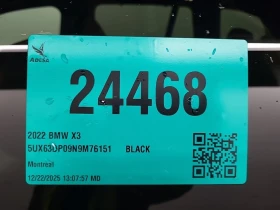 ADESA
24468
2022 BMW X3
5UX63DP09N9M76151 BLACK
Montreal
12/22/2025 13:07:57 MD